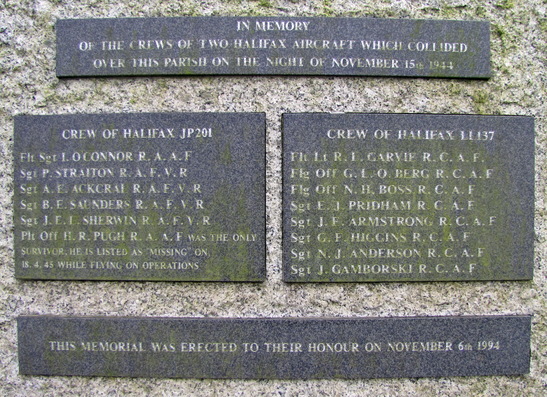 IN MEMORY
OF THE CREWS OF TWO HALIFAX AIRCRAFT WHICH COLLIDED
OVER THIS PARISH ON THE NIGHT OF NOVEMBER 15th 1944
CREW OF HALIFAX JP201
Flt Sgt I. O'CONNOR R. A. A. F
Sgt P. STRAITON R. A. F. V. R
Sgt A. E. ACKCRAL R. A. F. V. R
Sgt B. F. SAUNDERS R. A. F. V. R
Sgt J. E. L. SHERWIN R. A. F. V. R
Plt Off H. R. PUGH R. A. A. F WAS THE ONLY
SURVIVOR, HE IS LISTED AS "MISSING" ON
18. 4. 45 WHILE FLYING ON OPERATIONS
CREW OF HALIFAX LL137
Flt Lt R. L. GARVIE R. C. A. F.
Flg Off G. L. O. BERG R. C. A. F
Flg Off N. H. BOSS R. C. A. F
Sgt E. J. PRIDHAM R. C. A. F
Sgt J. F. ARMSTRONG R. C. A. F
Sgt G. F. HIGGINS R. C. A. F
Sgt N. J. ANDERSON R. C. A. F
Sgt J. GAMBORSKI R. C. A. F
THIS MEMORIAL WAS ERECTED TO THEIR HONOUR ON NOVEMBER 6th 1994